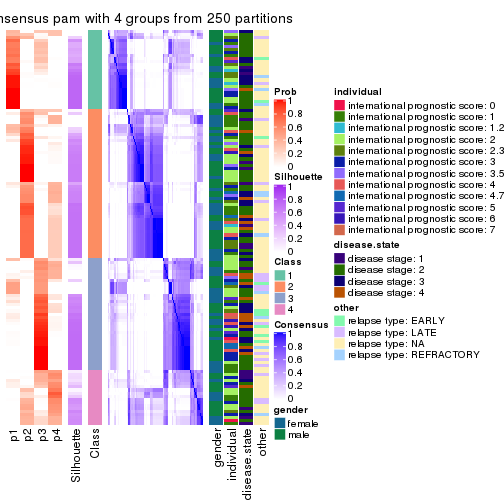 nsensus pam with 4 groups from 250 partitions
Prob
1
0.8
0.6
0.4
0.2
0
Silhouette
1
0.8
0.6
0.4
0.2
0
Class
1
2
3
4
Consensus
1
0.8
0.6
0.4
0.2
0
gender
female
male
individual
international prognostic score: 0
international prognostic score: 1
international prognostic score: 1.2
international prognostic score: 2
international prognostic score: 2.3
international prognostic score: 3
international prognostic score: 3.5
international prognostic score: 4
international prognostic score: 4.7
international prognostic score: 5
international prognostic score: 6
international prognostic score: 7
disease.state
disease stage: 1
disease stage: 2
disease stage: 3
disease stage: 4
other
relapse type: EARLY
relapse type: LATE
relapse type: NA
relapse type: REFRACTORY
p1
p2
p3
p4
Silhouette
Class
gender
individual
disease.state
other